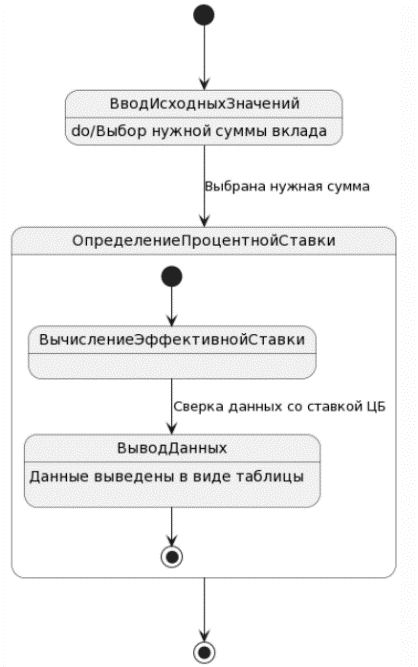 ВводИсходныхЗначений
do/Выбор нужной суммы вклада
Выбрана нужная сумма
ОпределениеПроцентнойСтавки
ВычислениеЭффективнойСтавки
Сверка данных со ставкой ЦБ
ВыводДанных
Данные выведены в виде таблицы